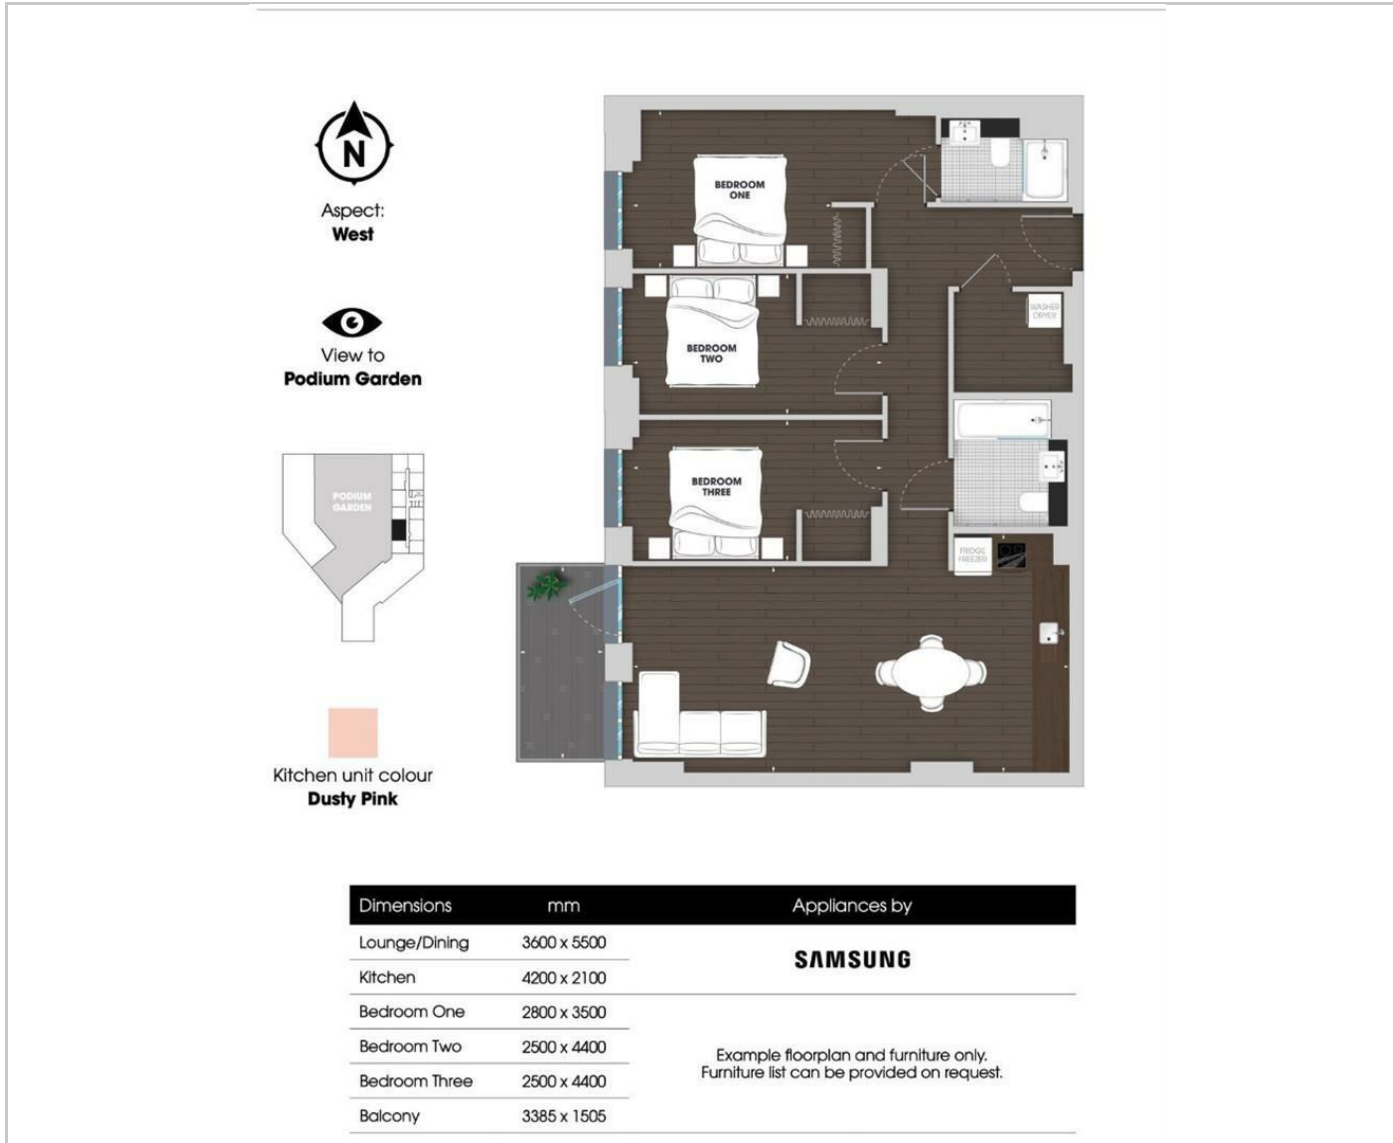 N
Aspect:
West
View to
Podium Garden
PODIUM
GARDEN
Kitchen unit colour
Dusty Pink
BEDROOM
ONE
BEDROOM
TWO
BEDROOM
THREE
WASHER
DRYER
FRIDGE
FREEZER
Dimensions mm Appliances by
Lounge/Dining 3600 x 5500
SAMSUNG
Kitchen 4200 x 2100
Bedroom One 2800 x 3500
Bedroom Two 2500 x 4400
Example floorplan and furniture only.
Furniture list can be provided on request.
Bedroom Three 2500 x 4400
Balcony 3385 x 1505